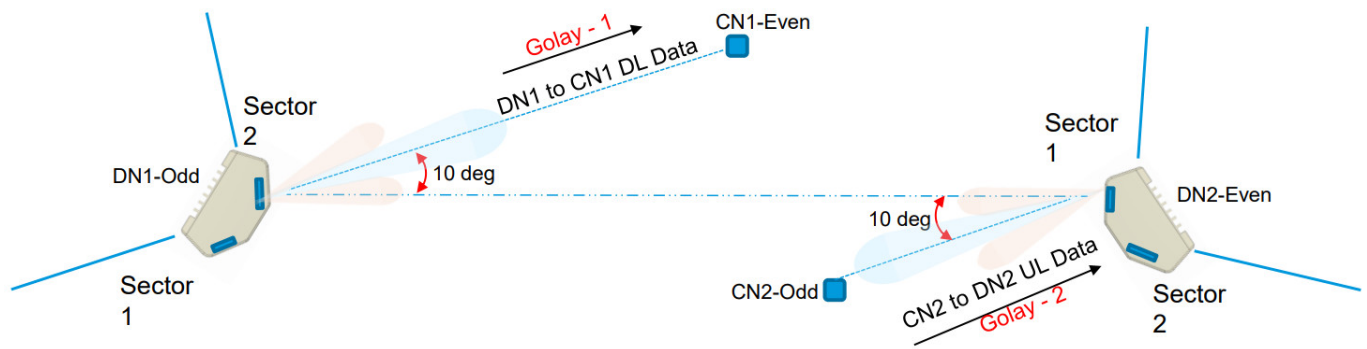 CN1-Even
Golay - 1
DN1 to CN1 DL Data
Sector
2
Sector
1
DN1-Odd
10 deg
DN2-Even
10 deg
CN2-Odd
CN2 to DN2 UL Data
Golay - 2
Sector
1
Sector
2